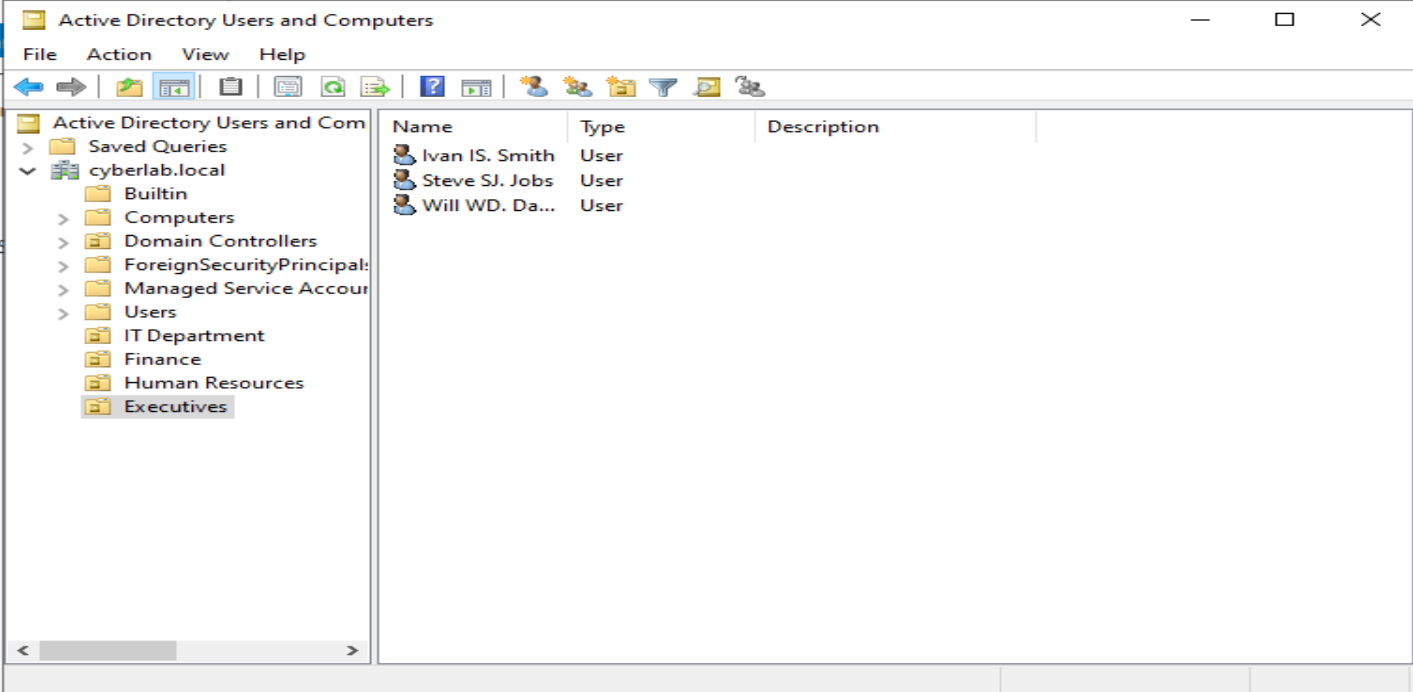 Active Directory Users and Computers
File Action View Help
Active Directory Users and Com
Saved Queries
cyberlab.local
Builtin
Computers
Domain Controllers
ForeignSecurityPrincipal
Managed Service Accou
Users
IT Department
Finance
Human Resources
Executives
Name Type Description
Ivan IS. Smith User
Steve SJ. Jobs User
Will WD. Da... User